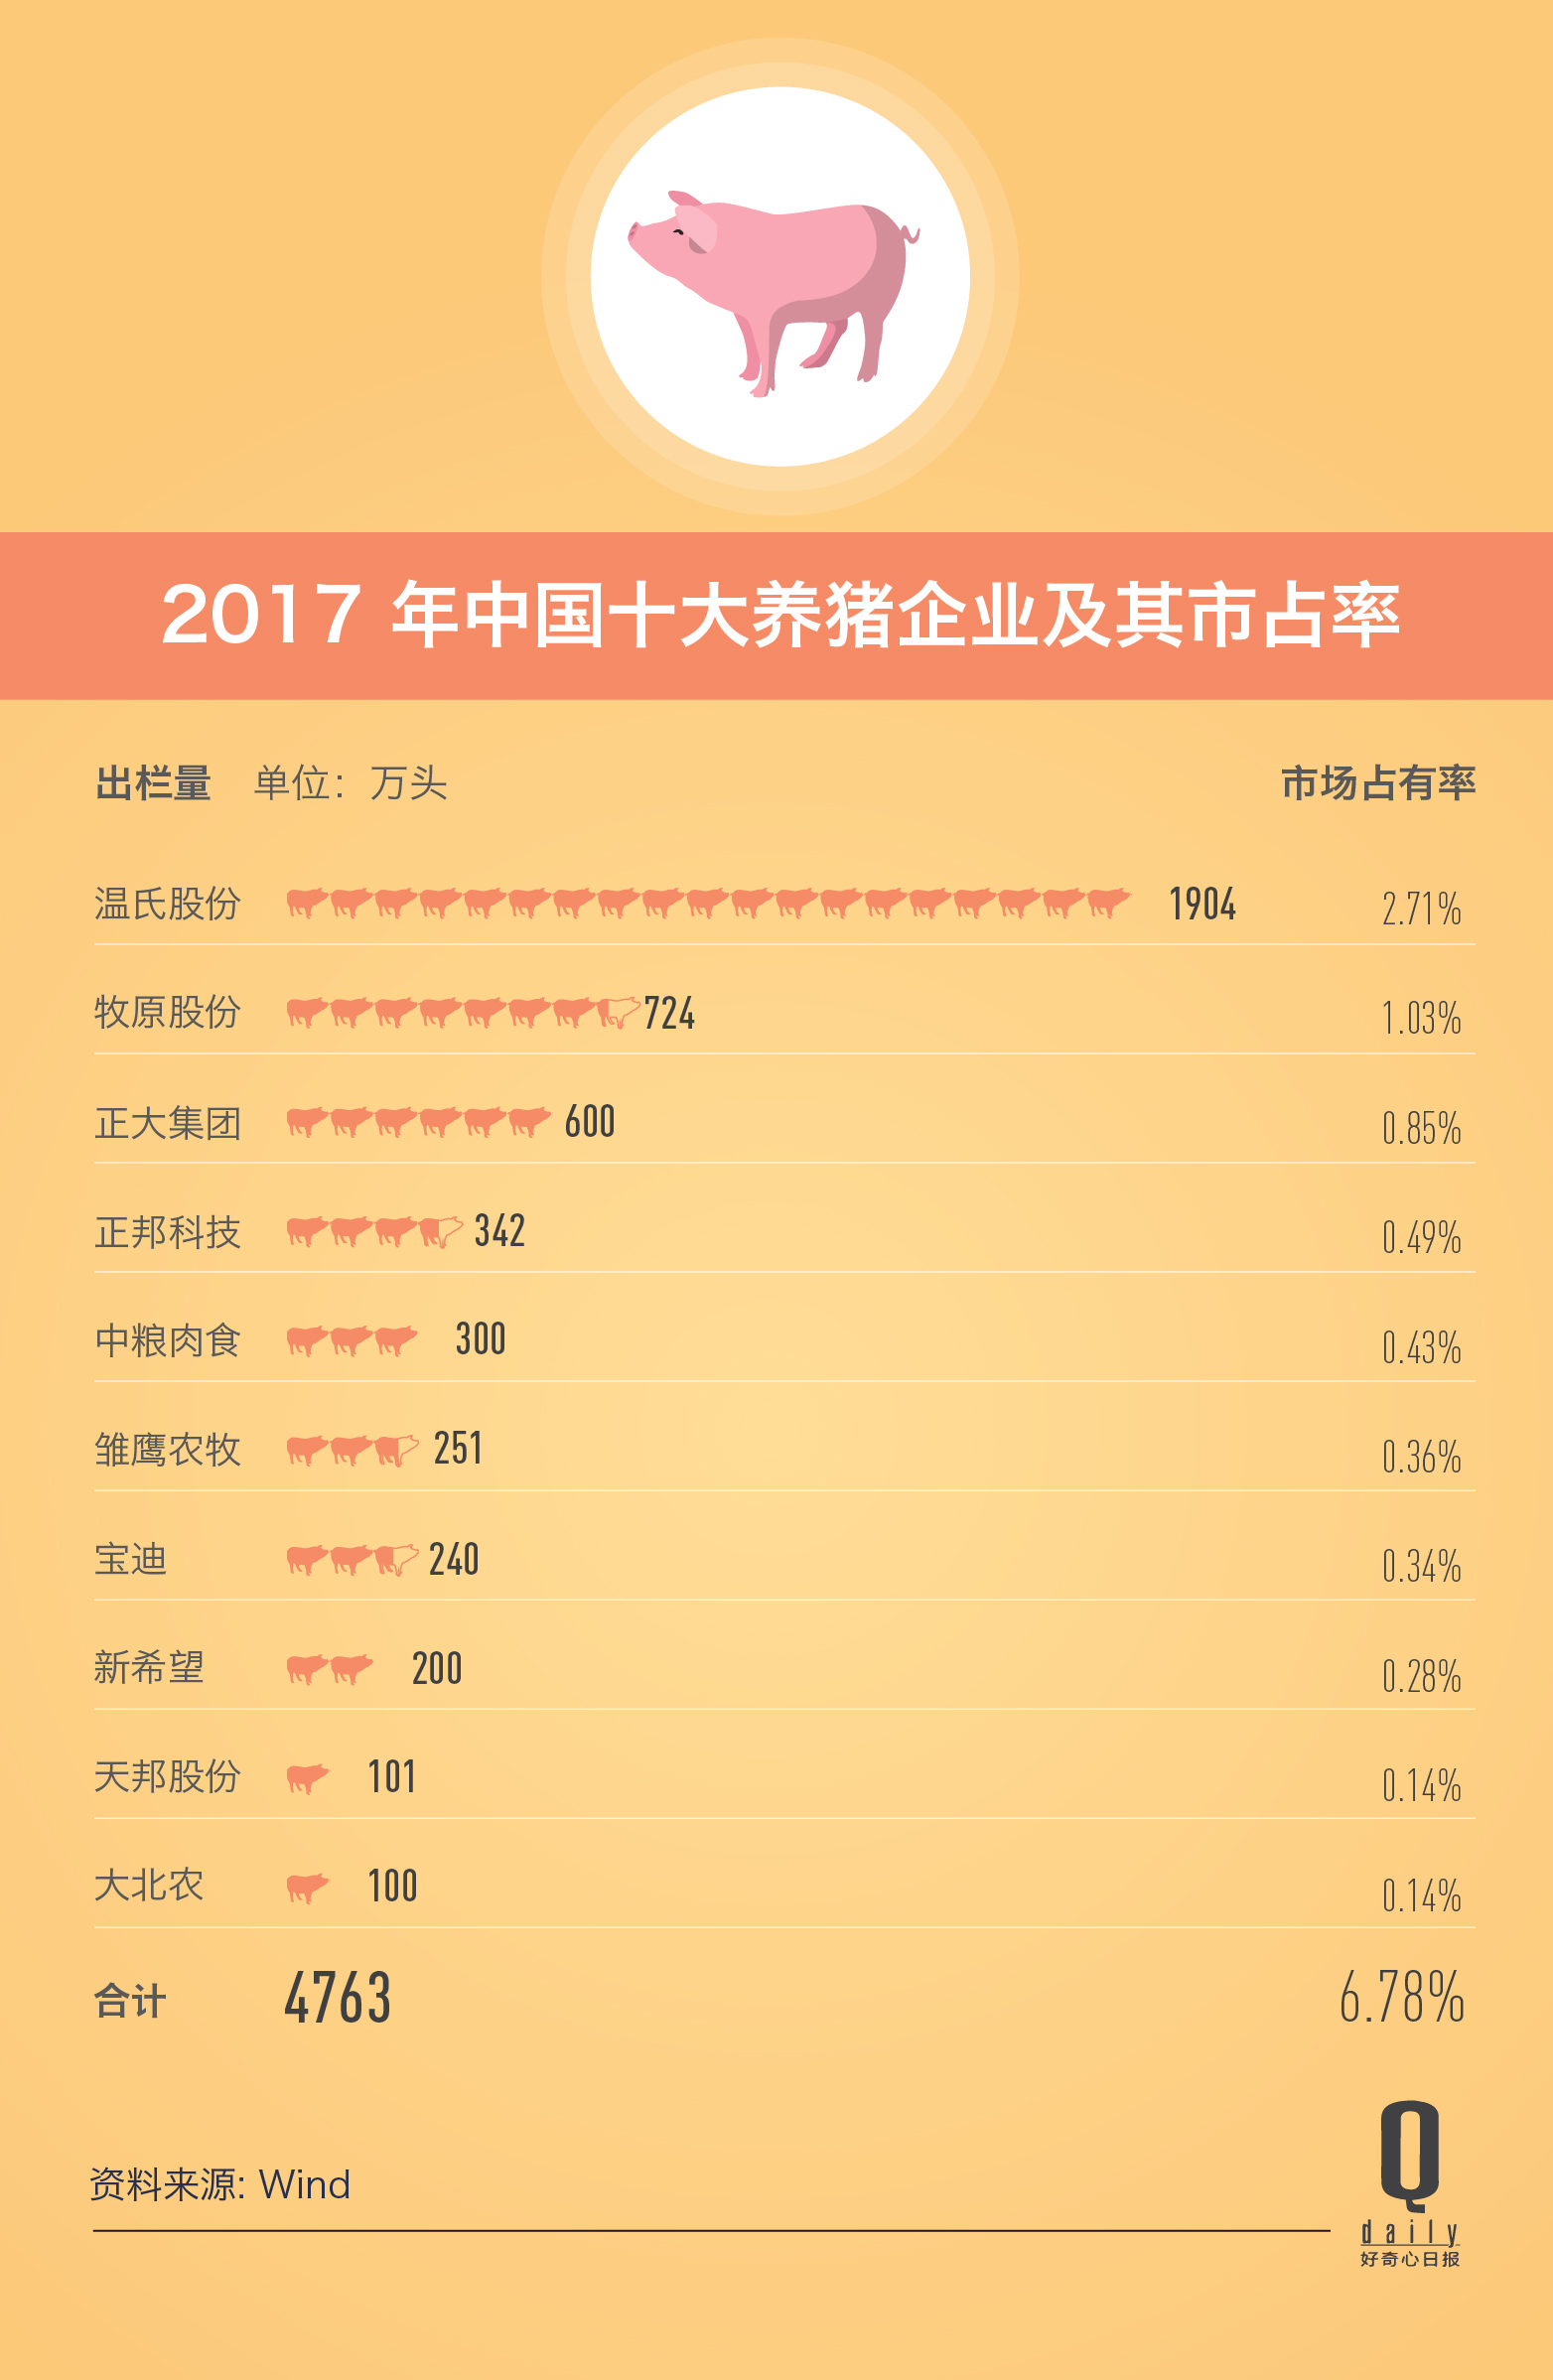 2017 年中国十大养猪企业及其市占率
出栏量 单位：万头 市场占有率
温氏股份 1904 2.71%
牧原股份 724 1.03%
正大集团 600 0.85%
正邦科技 342 0.49%
中粮肉食 300 0.43%
雏鹰农牧 251 0.36%
宝迪 240 0.34%
新希望 200 0.28%
天邦股份 101 0.14%
大北农 100 0.14%
合计 4763 6.78%
资料来源: Wind
Q
daily
好奇心日报